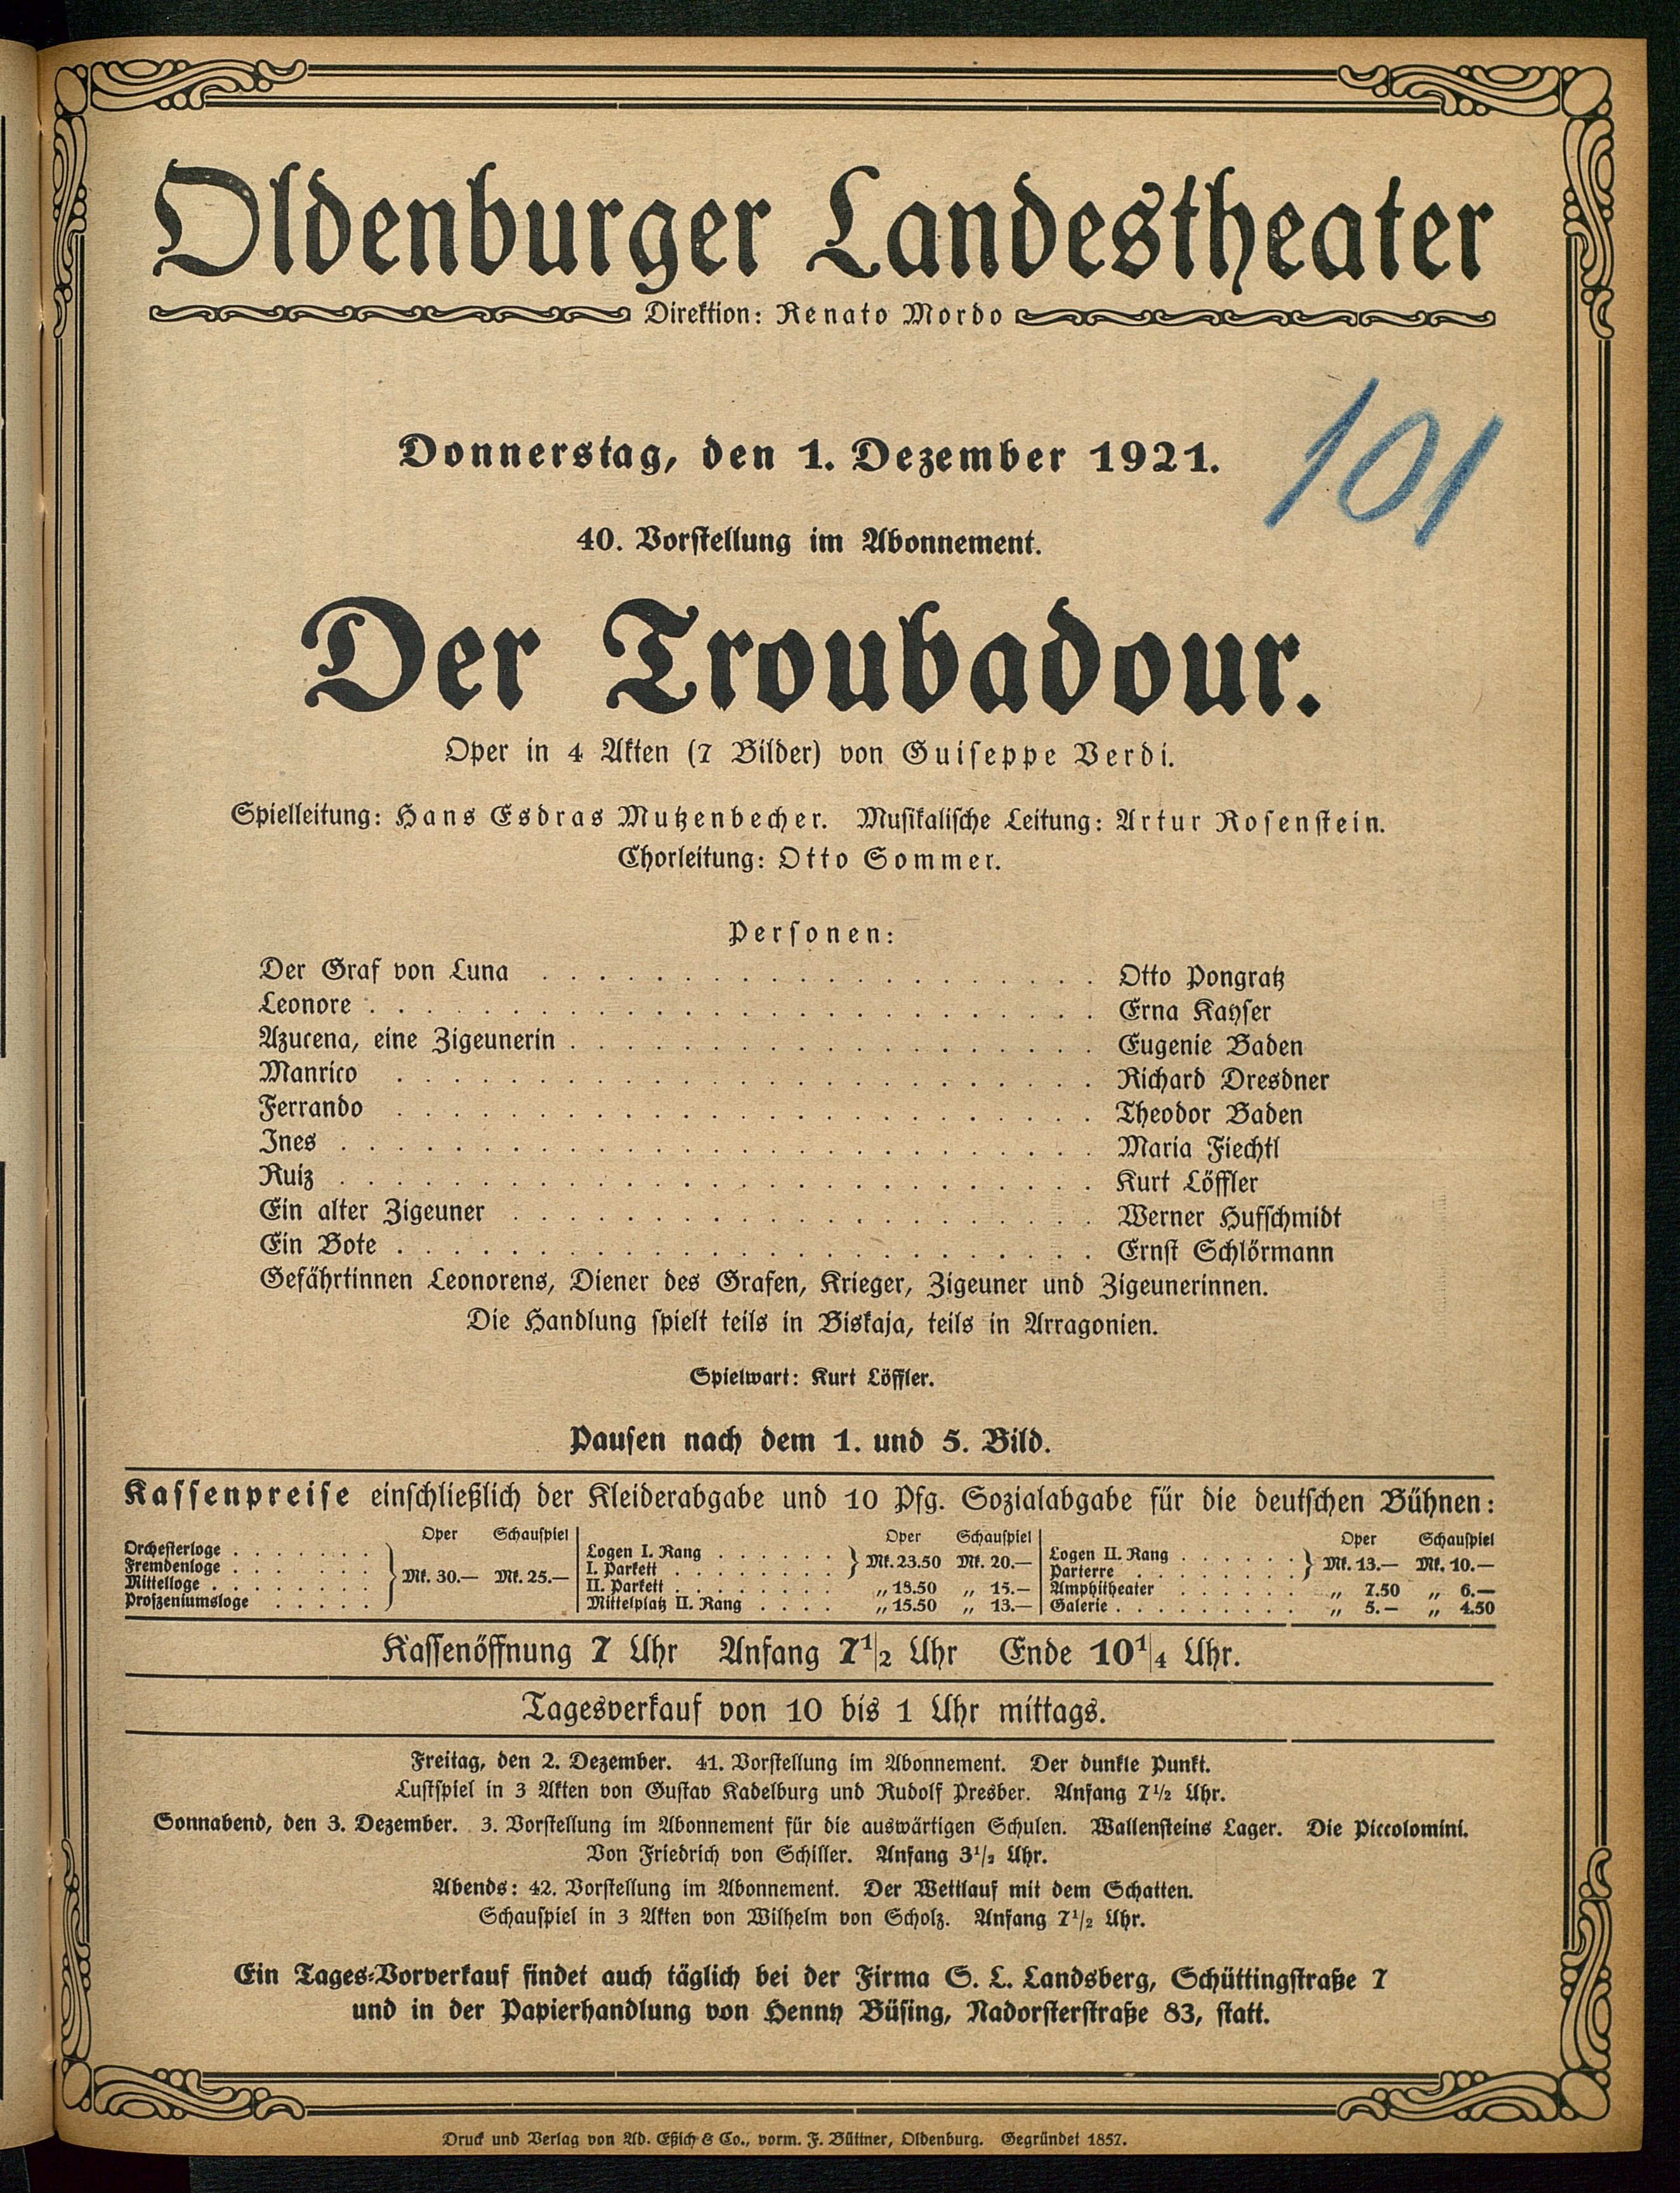 Oldenburger Landestheater
Direktion: Renato Mordo
101
Donnerstag, den 1. Dezember 1921.
40. Vorstellung im Abonnement.
Der Troubadour.
Oper in 4 Akten (7 Bilder) von Guiseppe Verdi.
Spielleitung: Hans Esdras Mutzenbecher. Musikalische Leitung: Artur Rosenstein.
Chorleitung: Otto Sommer.
Personen:
Der Graf von Luna . . . . . . . . . . . . . . . . . . . . Otto Pongratz
Leonore . . . . . . . . . . . . . . . . . . . . . . . . . . Erna Kayser
Azucena, eine Zigeunerin . . . . . . . . . . . . . . . . . . . Eugenie Baden
Manrico . . . . . . . . . . . . . . . . . . . . . . . . . Richard Dresdner
Ferrando . . . . . . . . . . . . . . . . . . . . . . . . . Theodor Baden
Ines . . . . . . . . . . . . . . . . . . . . . . . . . . . Maria Fiechtl
Ruiz . . . . . . . . . . . . . . . . . . . . . . . . . . . Kurt Löffler
Ein alter Zigeuner . . . . . . . . . . . . . . . . . . . . . Werner Hufschmidt
Ein Bote . . . . . . . . . . . . . . . . . . . . . . . . . Ernst Schlörmann
Gefährtinnen Leonorens, Diener des Grafen, Krieger, Zigeuner und Zigeunerinnen.
Die Handlung spielt teils in Biskaja, teils in Arragonien.
Spielwart: Kurt Löffler.
Pausen nach dem 1. und 5. Bild.
Kassenpreise einschließlich der Kleiderabgabe und 10 Pfg. Sozialabgabe für die deutschen Bühnen:
Oper Schauspiel
Orchesterloge . . . . . .
Fremdenloge . . . . . .
Mittelloge . . . . . . .
Proszeniumsloge . . . . .
} Mk. 30.— Mk. 25.—
Oper Schauspiel
Logen I. Rang . . . . . .
I. Parkett . . . . . . . .
} Mk. 23.50 Mk. 20.—
II. Parkett . . . . . . . . „ 18.50 „ 15.—
Mittelplatz II. Rang . . . . „ 15.50 „ 13.—
Oper Schauspiel
Logen II. Rang . . . . . .
Parterre . . . . . . . .
} Mk. 13.— Mk. 10.—
Amphitheater . . . . . . „ 7.50 „ 6.—
Galerie . . . . . . . . . „ 5.— „ 4.50
Kassenöffnung 7 Uhr Anfang 7 1/2 Uhr Ende 10 1/4 Uhr.
Tagesverkauf von 10 bis 1 Uhr mittags.
Freitag, den 2. Dezember. 41. Vorstellung im Abonnement. Der dunkle Punkt.
Lustspiel in 3 Akten von Gustav Kadelburg und Rudolf Presber. Anfang 7 1/2 Uhr.
Sonnabend, den 3. Dezember. 3. Vorstellung im Abonnement für die auswärtigen Schulen. Wallensteins Lager. Die Piccolomini.
Von Friedrich von Schiller. Anfang 3 1/2 Uhr.
Abends: 42. Vorstellung im Abonnement. Der Wettlauf mit dem Schatten.
Schauspiel in 3 Akten von Wilhelm von Scholz. Anfang 7 1/2 Uhr.
Ein Tages-Vorverkauf findet auch täglich bei der Firma S. L. Landsberg, Schüttingstraße 7
und in der Papierhandlung von Henny Büsing, Nadorsterstraße 83, statt.
Druck und Verlag von Ad. Eßich & Co., vorm. F. Büttner, Oldenburg. Gegründet 1857.